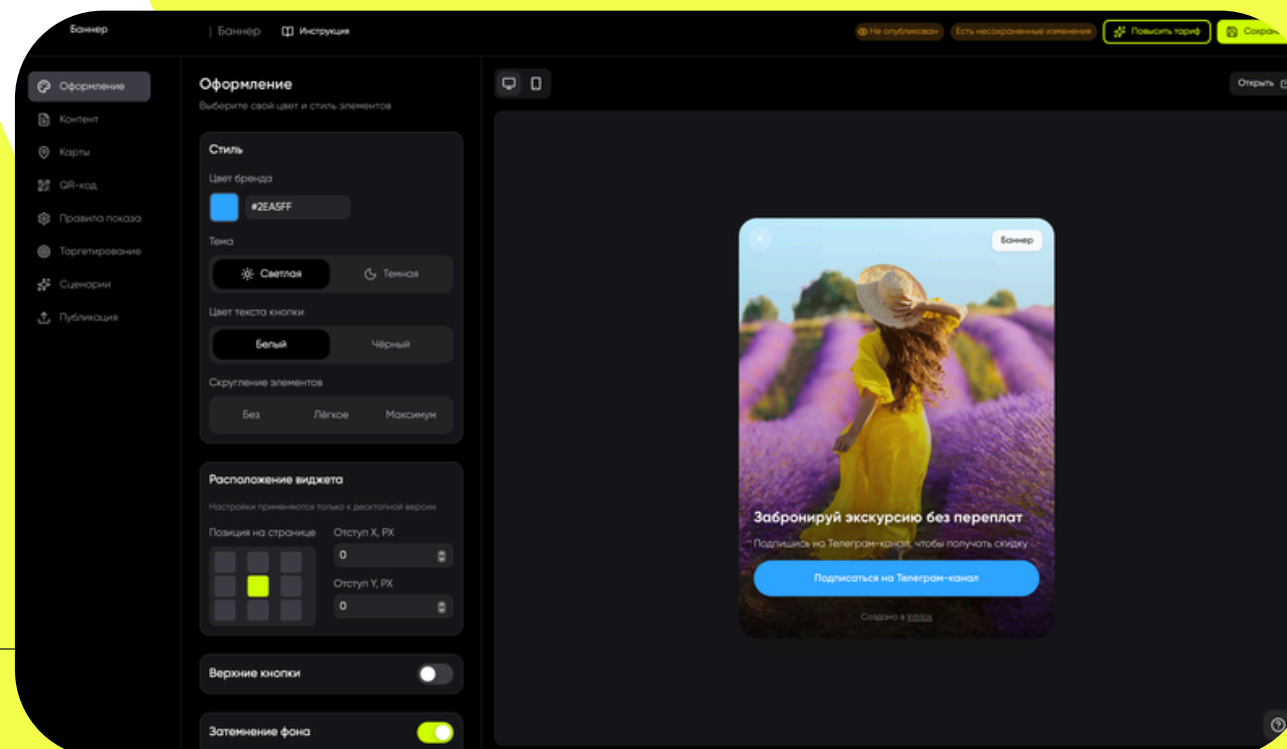 Баннер
| Баннер
Инструкция
Не опубликован
Есть несохраненные изменения
Повысить тариф
Оформление
Контент
Карты
QR-код
Правила показа
Таргетирование
Сценарии
Публикация
Оформление
Выберите свой цвет и стиль элементов
Стиль
Цвет бренда
#2EA5FF
Тема
Светлая
Темная
Цвет текста кнопки
Белый
Чёрный
Скругление элементов
Без
Лёгкое
Максимум
Расположение виджета
Настройки применяются только к десктопной версии
Позиция на странице
Отступ X, PX
0
Отступ Y, PX
0
Верхние кнопки
Затемнение фона
Открыть
Баннер
Забронируй экскурсию без переплат
Подпишись на Телеграм-канал, чтобы получать скидку
Подписаться на Телеграм-канал
Создано в